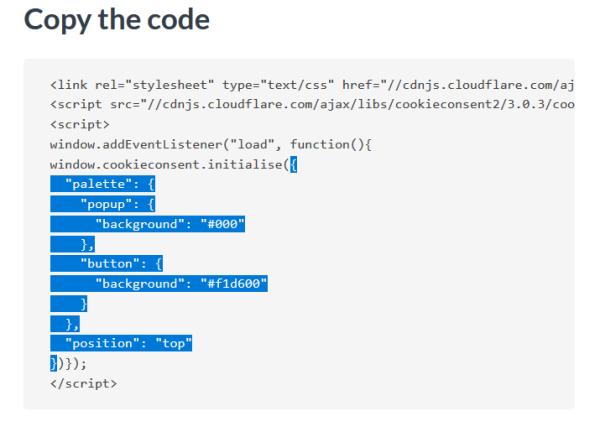 Copy the code
<link rel="stylesheet" type="text/css" href="//cdnjs.cloudflare.com/aj
<script src="//cdnjs.cloudflare.com/ajax/libs/cookieconsent2/3.0.3/coo
<script>
window.addEventListener("load", function(){
window.cookieconsent.initialise({
  "palette": {
    "popup": {
      "background": "#000"
    },
    "button": {
      "background": "#f1d600"
    }
  },
  "position": "top"
})});
</script>